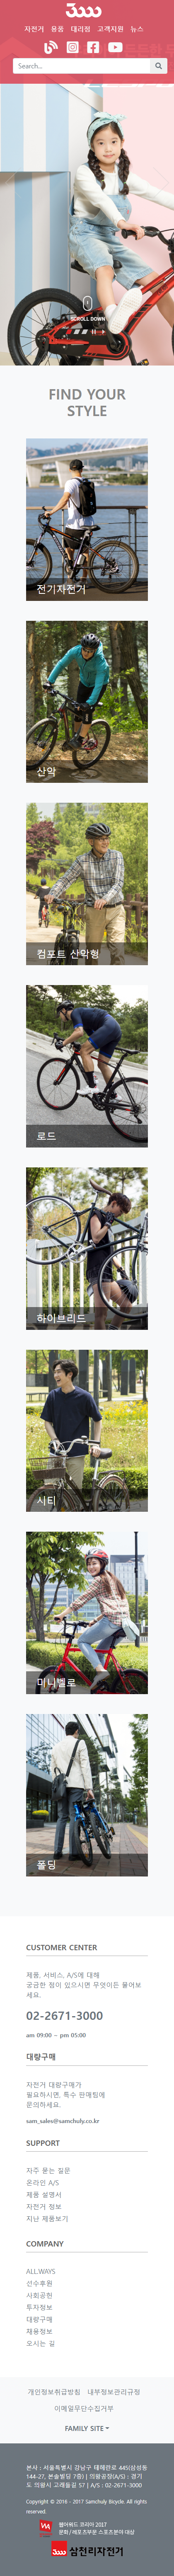 자전거 용품 대리점 고객지원 뉴스
Search...
SCROLL DOWN
FIND YOUR
STYLE
전기자전거
산악
컴포트 산악형
로드
하이브리드
시티
미니벨로
폴딩
CUSTOMER CENTER
제품, 서비스, A/S에 대해
궁금한 점이 있으시면 무엇이든 물어보
세요.
02-2671-3000
am 09:00 ~ pm 05:00
대량구매
자전거 대량구매가
필요하시면, 특수 판매팀에
문의하세요.
sam_sales@samchuly.co.kr
SUPPORT
자주 묻는 질문
온라인 A/S
제품 설명서
자전거 정보
지난 제품보기
COMPANY
ALLWAYS
선수후원
사회공헌
투자정보
대량구매
채용정보
오시는 길
개인정보취급방침 내부정보관리규정
이메일무단수집거부
FAMILY SITE
본사 : 서울특별시 강남구 테헤란로 445(삼성동
144-27, 본솔빌딩 7층) | 의왕공장(A/S) : 경기
도 의왕시 고래들길 57 | A/S : 02-2671-3000
Copyright © 2016 - 2017 Samchuly Bicycle. All rights
reserved.
웹어워드 코리아 2017
문화/레포츠부문 스포츠분야 대상
삼천리자전거